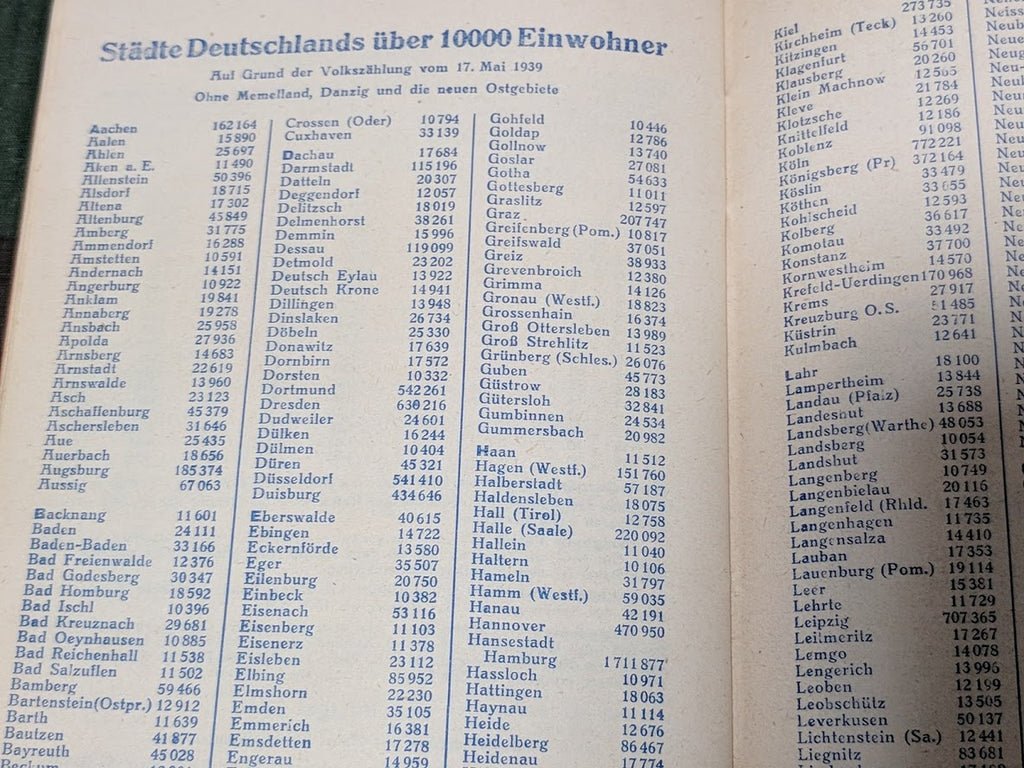 Städte Deutschlands über 10000 Einwohner
Auf Grund der Volkszählung vom 17. Mai 1939
Ohne Memelland, Danzig und die neuen Ostgebiete
Aachen 162164
Aalen 15890
Ahlen 25697
Aken a. E. 11490
Allenstein 50396
Alsdorf 18715
Altena 17302
Altenburg 45849
Amberg 31775
Ammendorf 16288
Amstetten 10591
Andernach 14151
Angerburg 10922
Anklam 19841
Annaberg 19278
Ansbach 25958
Apolda 27936
Arnsberg 14683
Arnstadt 22619
Arnswalde 13960
Asch 23123
Aschaffenburg 45379
Aschersleben 31646
Aue 25435
Auerbach 18656
Augsburg 185374
Aussig 67063
Backnang 11601
Baden 24111
Baden-Baden 33166
Bad Freienwalde 12376
Bad Godesberg 30347
Bad Homburg 18592
Bad Ischl 10396
Bad Kreuznach 29681
Bad Oeynhausen 10885
Bad Reichenhall 11538
Bad Salzuflen 11502
Bamberg 59466
Bartenstein(Ostpr.) 12912
Barth 11639
Bautzen 41877
Bayreuth 45028
Crossen (Oder) 10794
Cuxhaven 33139
Dachau 17684
Darmstadt 115196
Datteln 20307
Deggendorf 12057
Delitzsch 18019
Delmenhorst 38261
Demmin 15996
Dessau 119099
Detmold 23202
Deutsch Eylau 13922
Deutsch Krone 14941
Dillingen 13948
Dinslaken 26734
Döbeln 25330
Donawitz 17639
Dornbirn 17572
Dorsten 10332
Dortmund 542261
Dresden 630216
Dudweiler 24601
Dülken 16244
Dülmen 10404
Düren 45321
Düsseldorf 541410
Duisburg 434646
Eberswalde 40615
Ebingen 14722
Eckernförde 13580
Eger 35507
Eilenburg 20750
Einbeck 10382
Eisenach 53116
Eisenberg 11103
Eisenerz 11378
Eisleben 23112
Elbing 85952
Elmshorn 22230
Emden 35105
Emmerich 16381
Emsdetten 17278
Engerau 14959
Gohfeld 10446
Goldap 12786
Gollnow 13740
Goslar 27081
Gotha 54633
Gottesberg 11011
Graslitz 12597
Graz 207747
Greifenberg (Pom.) 10817
Greifswald 37051
Greiz 38933
Grevenbroich 12380
Grimma 14126
Gronau (Westf.) 18823
Grossenhain 16374
Groß Ottersleben 13989
Groß Strehlitz 11523
Grünberg (Schles.) 26076
Guben 45773
Güstrow 28183
Gütersloh 32841
Gumbinnen 24534
Gummersbach 20982
Haan 11512
Hagen (Westf.) 151760
Halberstadt 57187
Haldensleben 18075
Hall (Tirol) 12758
Halle (Saale) 220092
Hallein 11040
Haltern 10106
Hameln 31797
Hamm (Westf.) 59035
Hanau 42191
Hannover 470950
Hansestadt
Hamburg 1711877
Hassloch 10971
Hattingen 18063
Haynau 11114
Heide 12676
Heidelberg 86467
Heidenau 17774
Kiel 273735
Kirchheim (Teck) 13260
Kitzingen 14453
Klagenfurt 56701
Klausberg 20260
Klein Machnow 12565
Kleve 21784
Klotzsche 12269
Knittelfeld 12186
Koblenz 91098
Köln 772221
Königsberg (Pr) 372164
Köslin 33479
Köthen 33655
Kohlscheid 12593
Kolberg 36617
Komotau 33492
Konstanz 37700
Kornwestheim 14570
Krefeld-Uerdingen 170968
Krems 27917
Kreuzburg O. S.
Küstrin 23771
Kulmbach 12641
Lahr 18100
Lampertheim 13844
Landau (Pfalz) 25738
Landeshut 13688
Landsberg(Warthe) 48053
Landsberg 10054
Landshut 31573
Langenberg 10749
Langenbielau 20116
Langenfeld (Rhld. 17463
Langenhagen 11735
Langensalza 14410
Lauban 17353
Lauenburg (Pom.) 19114
Leer 15381
Lehrte 11729
Leipzig 707365
Leitmeritz 17267
Lemgo 14078
Lengerich 13996
Leoben 12199
Leobschütz 13505
Leverkusen 50137
Lichtenstein (Sa.) 12441
Liegnitz 83681